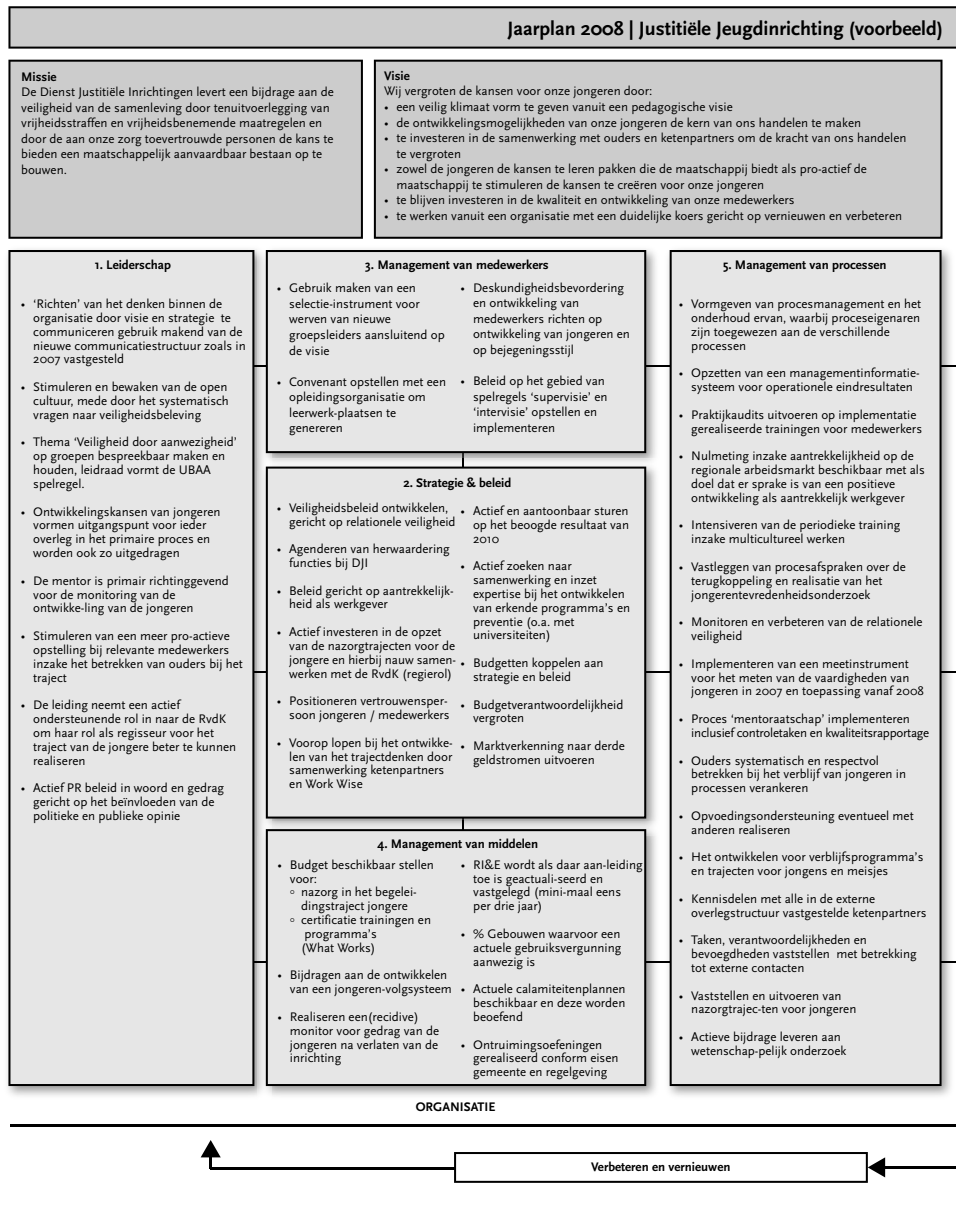 Jaarplan 2008 | Justitiële Jeugdinrichting (voorbeeld)
Missie
De Dienst Justitiële Inrichtingen levert een bijdrage aan de
veiligheid van de samenleving door tenuitvoerlegging van
vrijheidsstraffen en vrijheidsbenemende maatregelen en
door de aan onze zorg toevertrouwde personen de kans te
bieden een maatschappelijk aanvaardbaar bestaan op te
bouwen.
Visie
Wij vergroten de kansen voor onze jongeren door:
• een veilig klimaat vorm te geven vanuit een pedagogische visie
• de ontwikkelingsmogelijkheden van onze jongeren de kern van ons handelen te maken
• te investeren in de samenwerking met ouders en ketenpartners om de kracht van ons handelen
te vergroten
• zowel de jongeren de kansen te leren pakken die de maatschappij biedt als pro-actief de
maatschappij te stimuleren de kansen te creëren voor onze jongeren
• te blijven investeren in de kwaliteit en ontwikkeling van onze medewerkers
• te werken vanuit een organisatie met een duidelijke koers gericht op vernieuwen en verbeteren
1. Leiderschap
• ‘Richten’ van het denken binnen de
organisatie door visie en strategie te
communiceren gebruik makend van de
nieuwe communicatiestructuur zoals in
2007 vastgesteld
• Stimuleren en bewaken van de open
cultuur, mede door het systematisch
vragen naar veiligheidsbeleving
• Thema ‘Veiligheid door aanwezigheid’
op groepen bespreekbaar maken en
houden, leidraad vormt de UBAA
spelregel.
• Ontwikkelingskansen van jongeren
vormen uitgangspunt voor ieder
overleg in het primaire proces en
worden ook zo uitgedragen
• De mentor is primair richtinggevend
voor de monitoring van de
ontwikke-ling van de jongeren
• Stimuleren van een meer pro-actieve
opstelling bij relevante medewerkers
inzake het betrekken van ouders bij het
traject
• De leiding neemt een actief
ondersteunende rol in naar de RvdK
om haar rol als regisseur voor het
traject van de jongere beter te kunnen
realiseren
• Actief PR beleid in woord en gedrag
gericht op het beïnvloeden van de
politieke en publieke opinie
3. Management van medewerkers
• Gebruik maken van een
selectie-instrument voor
werven van nieuwe
groepsleiders aansluitend op
de visie
• Convenant opstellen met een
opleidingsorganisatie om
leerwerk-plaatsen te
genereren
• Deskundigheidsbevordering
en ontwikkeling van
medewerkers richten op
ontwikkeling van jongeren en
op bejegeningsstijl
• Beleid op het gebied van
spelregels ‘supervisie’ en
‘intervisie’ opstellen en
implementeren
2. Strategie & beleid
• Veiligheidsbeleid ontwikkelen,
gericht op relationele veiligheid
• Agenderen van herwaardering
functies bij DJI
• Beleid gericht op aantrekkelijk-
heid als werkgever
• Actief investeren in de opzet
van de nazorgtrajecten voor de
jongere en hierbij nauw samen-
werken met de RvdK (regierol)
• Positioneren vertrouwensper-
soon jongeren / medewerkers
• Voorop lopen bij het ontwikke-
len van het trajectdenken door
samenwerking ketenpartners
en Work Wise
• Actief en aantoonbaar sturen
op het beoogde resultaat van
2010
• Actief zoeken naar
samenwerking en inzet
expertise bij het ontwikkelen
van erkende programma's en
preventie (o.a. met
universiteiten)
• Budgetten koppelen aan
strategie en beleid
• Budgetverantwoordelijkheid
vergroten
• Marktverkenning naar derde
geldstromen uitvoeren
4. Management van middelen
• Budget beschikbaar stellen
voor:
○ nazorg in het begelei-
dingstraject jongere
○ certificatie trainingen en
programma's
(What Works)
• Bijdragen aan de ontwikkelen
van een jongeren-volgsysteem
• Realiseren een(recidive)
monitor voor gedrag van de
jongeren na verlaten van de
inrichting
• RI&E wordt als daar aan-leiding
toe is geactuali-seerd en
vastgelegd (mini-maal eens
per drie jaar)
• % Gebouwen waarvoor een
actuele gebruiksvergunning
aanwezig is
• Actuele calamiteitenplannen
beschikbaar en deze worden
beoefend
• Ontruimingsoefeningen
gerealiseerd conform eisen
gemeente en regelgeving
5. Management van processen
• Vormgeven van procesmanagement en het
onderhoud ervan, waarbij proceseigenaren
zijn toegewezen aan de verschillende
processen
• Opzetten van een managementinformatie-
systeem voor operationele eindresultaten
• Praktijkaudits uitvoeren op implementatie
gerealiseerde trainingen voor medewerkers
• Nulmeting inzake aantrekkelijkheid op de
regionale arbeidsmarkt beschikbaar met als
doel dat er sprake is van een positieve
ontwikkeling als aantrekkelijk werkgever
• Intensiveren van de periodieke training
inzake multicultureel werken
• Vastleggen van procesafspraken over de
terugkoppeling en realisatie van het
jongerentevredenheidsonderzoek
• Monitoren en verbeteren van de relationele
veiligheid
• Implementeren van een meetinstrument
voor het meten van de vaardigheden van
jongeren in 2007 en toepassing vanaf 2008
• Proces ‘mentoraatschap’ implementeren
inclusief controletaken en kwaliteitsrapportage
• Ouders systematisch en respectvol
betrekken bij het verblijf van jongeren in
processen verankeren
• Opvoedingsondersteuning eventueel met
anderen realiseren
• Het ontwikkelen voor verblijfsprogramma's
en trajecten voor jongens en meisjes
• Kennisdelen met alle in de externe
overlegstructuur vastgestelde ketenpartners
• Taken, verantwoordelijkheden en
bevoegdheden vaststellen met betrekking
tot externe contacten
• Vaststellen en uitvoeren van
nazorgtrajec-ten voor jongeren
• Actieve bijdrage leveren aan
wetenschap-pelijk onderzoek
ORGANISATIE
Verbeteren en vernieuwen